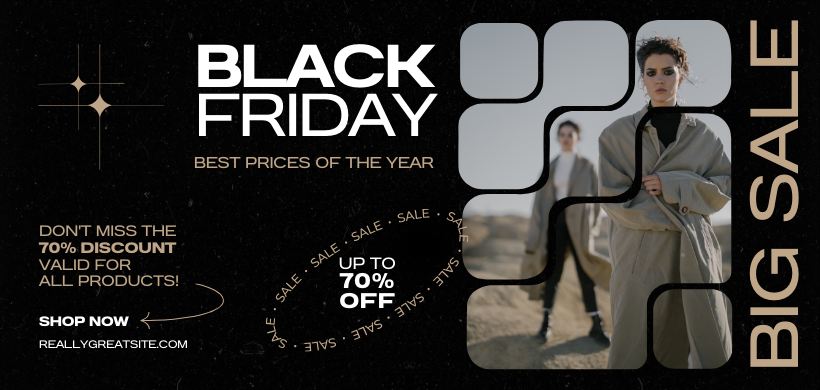 BLACK
FRIDAY
BEST PRICES OF THE YEAR
DON'T MISS THE
70% DISCOUNT
VALID FOR
ALL PRODUCTS!
SHOP NOW
REALLYGREATSITE.COM
SALE · SALE · SALE · SALE · SALE · SALE · SALE · SALE · SALE · SALE ·
UP TO
70%
OFF
BIG SALE